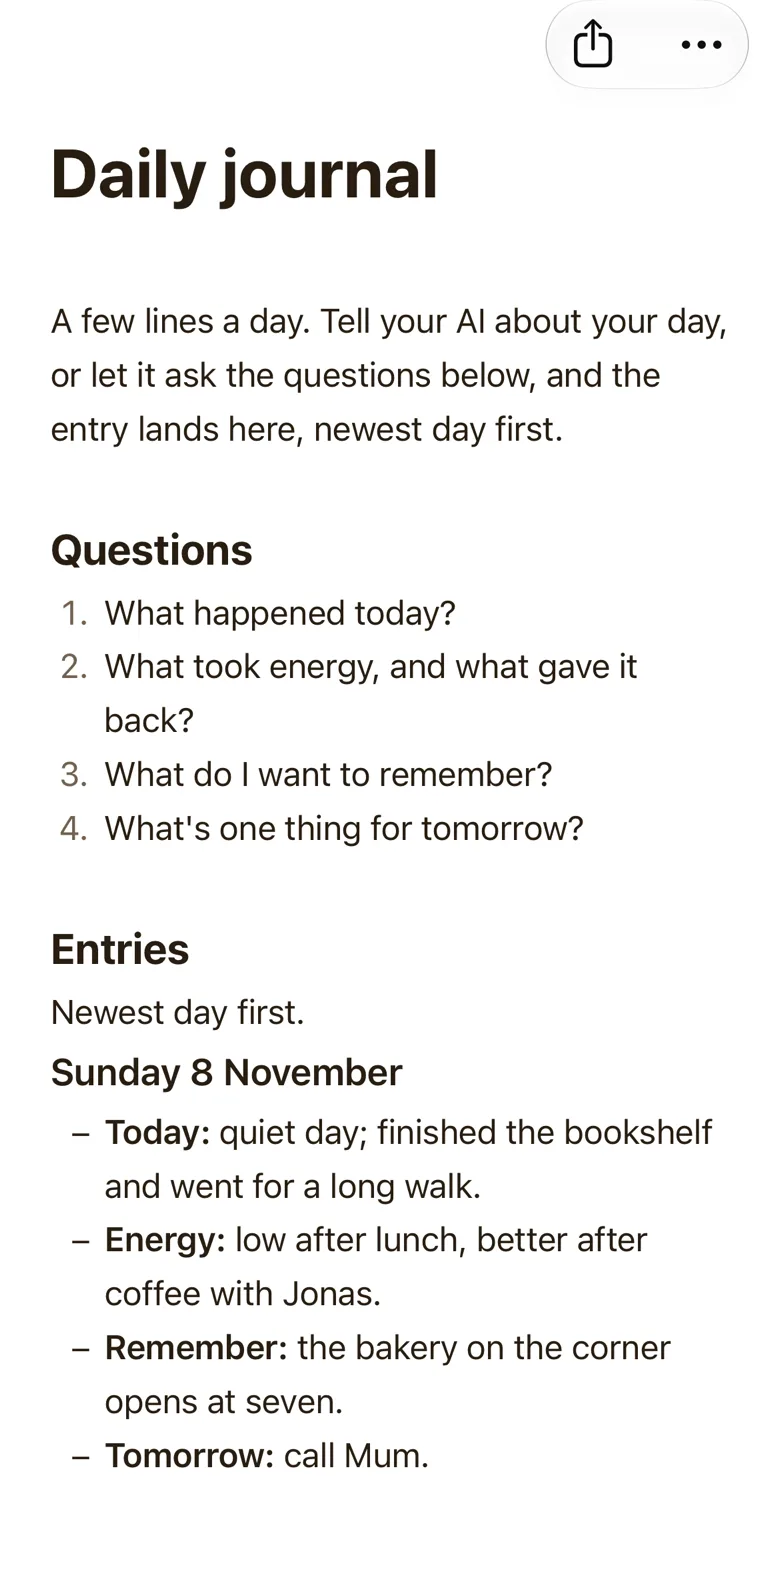 Daily journal
A few lines a day. Tell your AI about your day,
or let it ask the questions below, and the
entry lands here, newest day first.
Questions
1. What happened today?
2. What took energy, and what gave it
back?
3. What do I want to remember?
4. What's one thing for tomorrow?
Entries
Newest day first.
Sunday 8 November
– Today: quiet day; finished the bookshelf
and went for a long walk.
– Energy: low after lunch, better after
coffee with Jonas.
– Remember: the bakery on the corner
opens at seven.
– Tomorrow: call Mum.